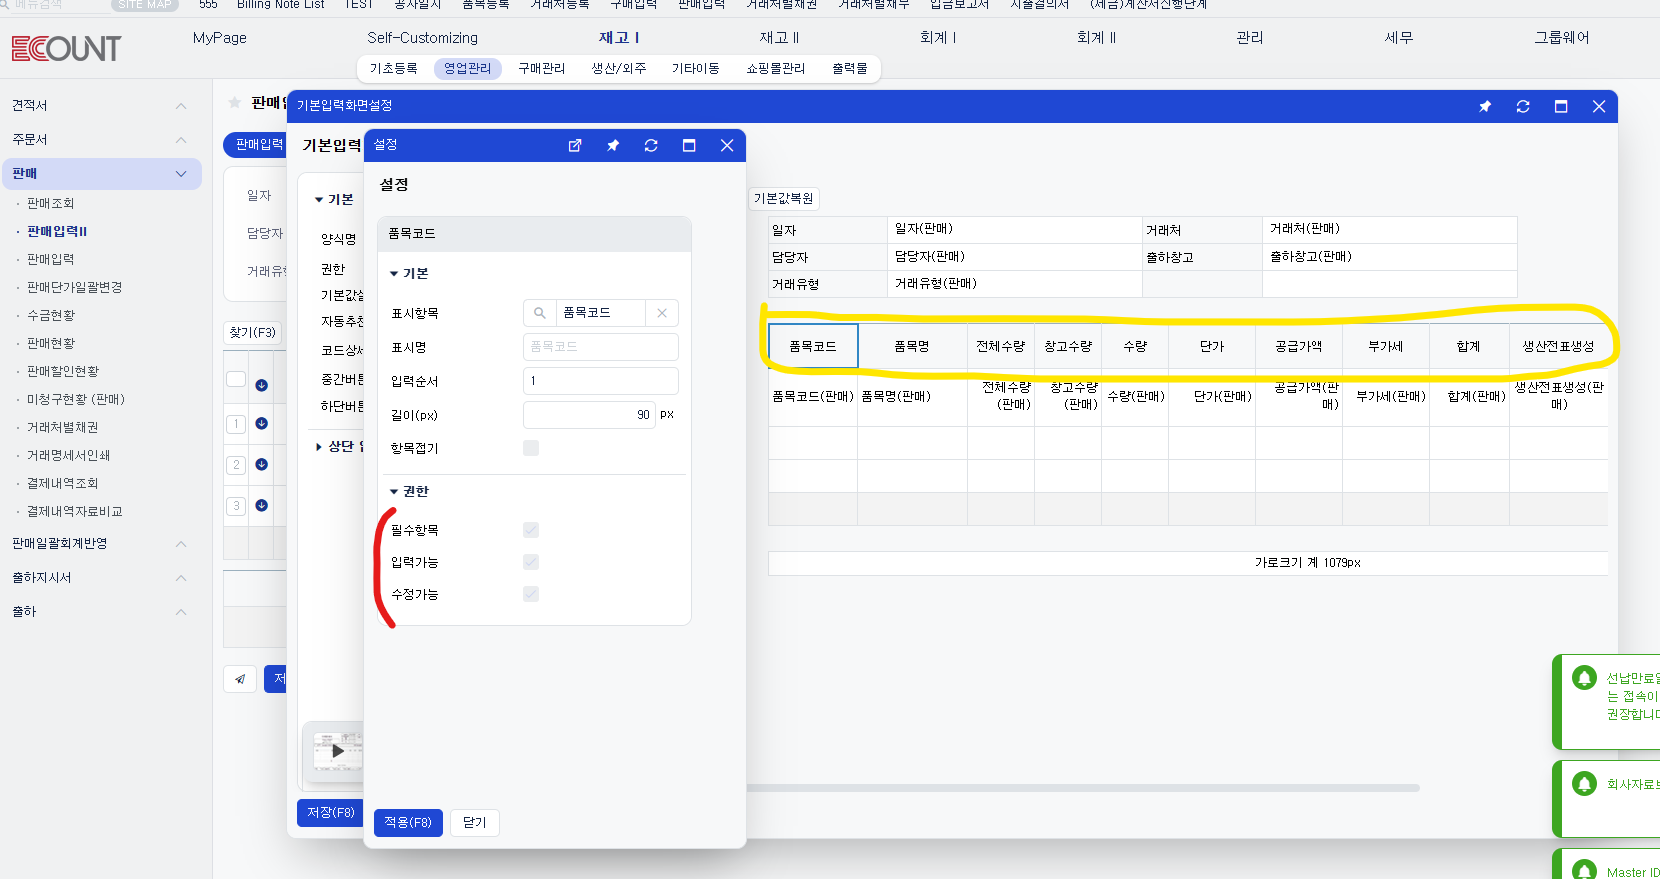 메뉴검색 SITE MAP 555 Billing Note List TEST 공사일지 품목등록 거래처등록 구매입력 판매입력 거래처별채권 거래처별채무 입금보고서 지출결의서 (세금)계산서진행단계
ECOUNT
MyPage Self-Customizing 재고 I 재고 II 회계 I 회계 II 관리 세무 그룹웨어
기초등록 영업관리 구매관리 생산/외주 기타이동 쇼핑몰관리 출력물
견적서
주문서
판매
· 판매조회
· 판매입력II
· 판매입력
· 판매단가일괄변경
· 수금현황
· 판매현황
· 판매할인현황
· 미청구현황 (판매)
· 거래처별채권
· 거래명세서인쇄
· 결제내역조회
· 결제내역자료비교
판매일괄회계반영
출하지시서
출하
판매입
판매입력
일자
담당자
거래유형
찾기(F3)
1
2
3
저
기본입력화면설정
기본입력
기본
양식명
권한
기본값설
자동추천
코드상세
중간버튼
하단버튼
상단
저장(F8)
설정
설정
품목코드
기본
표시항목 품목코드
표시명 품목코드
입력순서 1
길이(px) 90 px
항목접기
권한
필수항목
입력가능
수정가능
적용(F8) 닫기
기본값복원
일자 일자(판매) 거래처 거래처(판매)
담당자 담당자(판매) 출하창고 출하창고(판매)
거래유형 거래유형(판매)
품목코드 품목명 전체수량 창고수량 수량 단가 공급가액 부가세 합계 생산전표생성
품목코드(판매) 품목명(판매) 전체수량(판매) 창고수량(판매) 수량(판매) 단가(판매) 공급가액(판매) 부가세(판매) 합계(판매) 생산전표생성(판매)
가로크기 계 1079px
선납만료일
는 접속이
권장합니다
회사자료보
Master ID